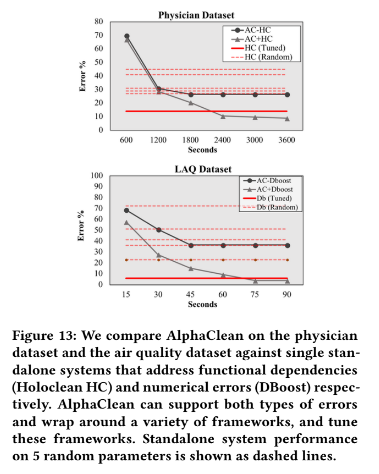 Physician Dataset
80
70
60
50
40
30
20
10
0
Error %
AC-HC
AC+HC
HC (Tuned)
HC (Random)
600 1200 1800 2400 3000 3600
Seconds
LAQ Dataset
100
90
80
70
60
50
40
30
20
10
0
Error %
AC-Dboost
AC+Dboost
Db (Tuned)
Db (Random)
15 30 45 60 75 90
Seconds
Figure 13: We compare AlphaClean on the physician
dataset and the air quality dataset against single stan-
dalone systems that address functional dependencies
(Holoclean HC) and numerical errors (DBoost) respec-
tively. AlphaClean can support both types of errors
and wrap around a variety of frameworks, and tune
these frameworks. Standalone system performance
on 5 random parameters is shown as dashed lines.